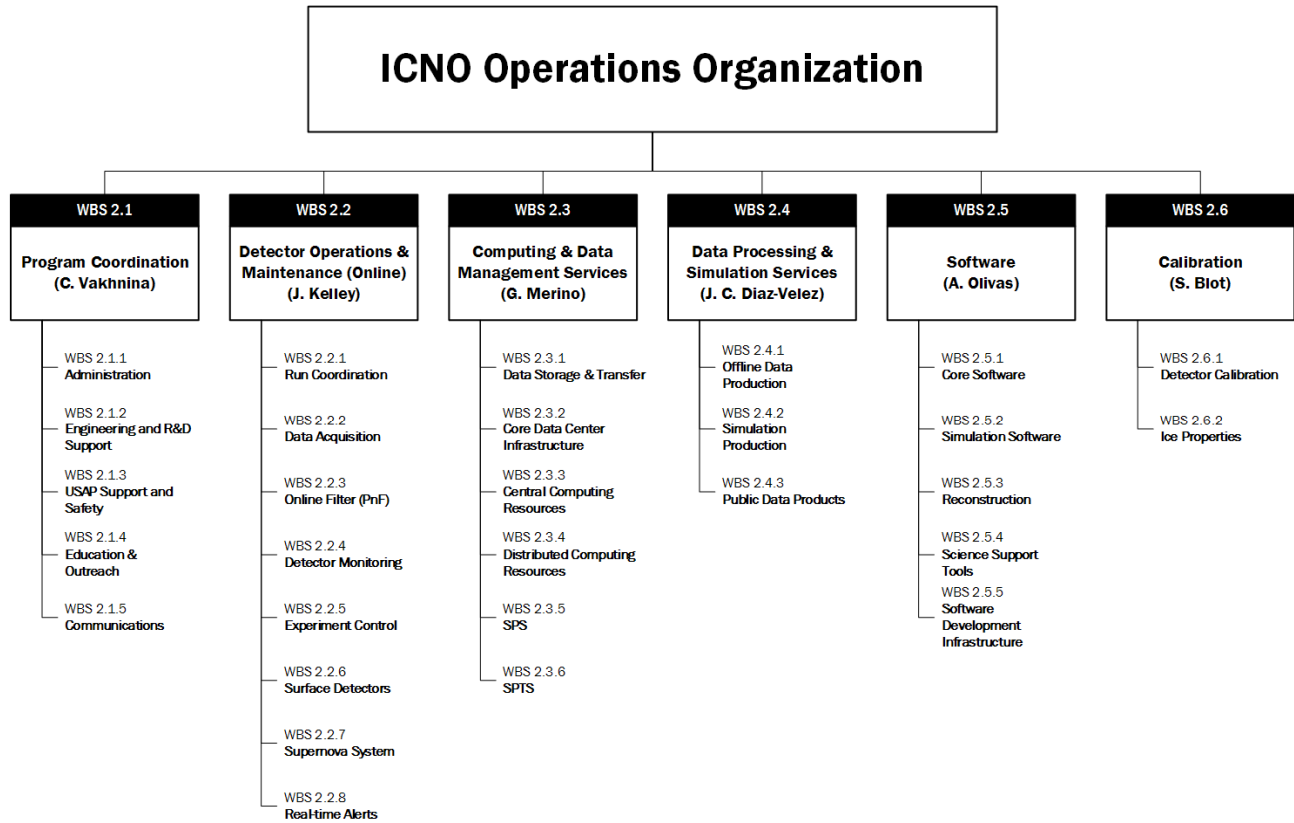 ICNO Operations Organization
WBS 2.1
Program Coordination
(C. Vakhnina)
WBS 2.1.1
Administration
WBS 2.1.2
Engineering and R&D
Support
WBS 2.1.3
USAP Support and
Safety
WBS 2.1.4
Education &
Outreach
WBS 2.1.5
Communications
WBS 2.2
Detector Operations &
Maintenance (Online)
(J. Kelley)
WBS 2.2.1
Run Coordination
WBS 2.2.2
Data Acquisition
WBS 2.2.3
Online Filter (PnF)
WBS 2.2.4
Detector Monitoring
WBS 2.2.5
Experiment Control
WBS 2.2.6
Surface Detectors
WBS 2.2.7
Supernova System
WBS 2.2.8
Real-time Alerts
WBS 2.3
Computing & Data
Management Services
(G. Merino)
WBS 2.3.1
Data Storage & Transfer
WBS 2.3.2
Core Data Center
Infrastructure
WBS 2.3.3
Central Computing
Resources
WBS 2.3.4
Distributed Computing
Resources
WBS 2.3.5
SPS
WBS 2.3.6
SPTS
WBS 2.4
Data Processing &
Simulation Services
(J. C. Diaz-Velez)
WBS 2.4.1
Offline Data
Production
WBS 2.4.2
Simulation
Production
WBS 2.4.3
Public Data Products
WBS 2.5
Software
(A. Olivas)
WBS 2.5.1
Core Software
WBS 2.5.2
Simulation Software
WBS 2.5.3
Reconstruction
WBS 2.5.4
Science Support
Tools
WBS 2.5.5
Software
Development
Infrastructure
WBS 2.6
Calibration
(S. Blot)
WBS 2.6.1
Detector Calibration
WBS 2.6.2
Ice Properties